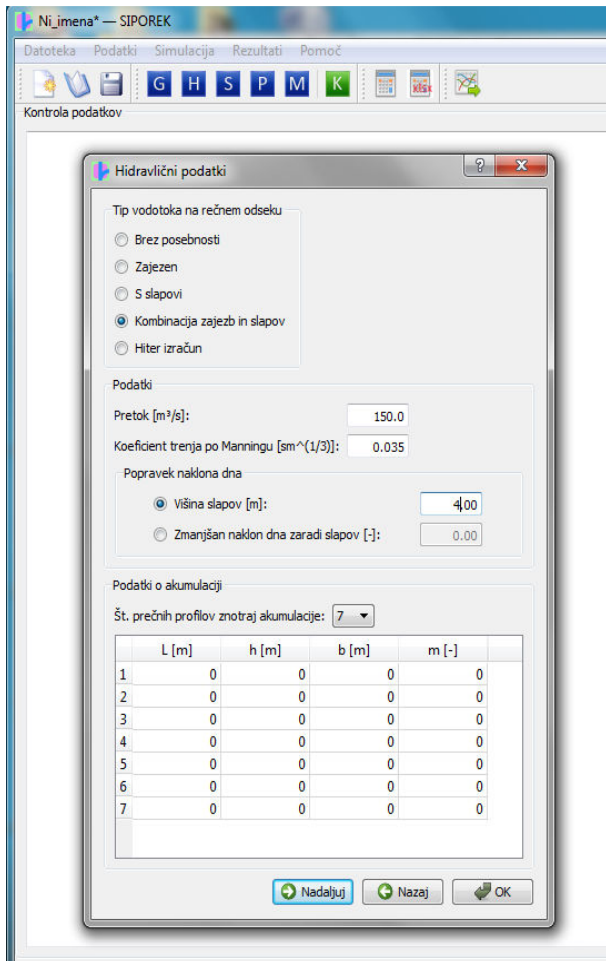 Ni_imena* — SIPOREK
Datoteka Podatki Simulacija Rezultati Pomoč
G H S P M K xlsx
Kontrola podatkov
Hidravlični podatki
Tip vodotoka na rečnem odseku
Brez posebnosti
Zajezen
S slapovi
Kombinacija zajezb in slapov
Hiter izračun
Podatki
Pretok [m³/s]: 150.0
Koeficient trenja po Manningu [sm^(1/3)]: 0.035
Popravek naklona dna
Višina slapov [m]: 4.00
Zmanjšan naklon dna zaradi slapov [-]: 0.00
Podatki o akumulaciji
Št. prečnih profilov znotraj akumulacije: 7
L [m] h [m] b [m] m [-]
1 0 0 0 0
2 0 0 0 0
3 0 0 0 0
4 0 0 0 0
5 0 0 0 0
6 0 0 0 0
7 0 0 0 0
Nadaljuj Nazaj OK